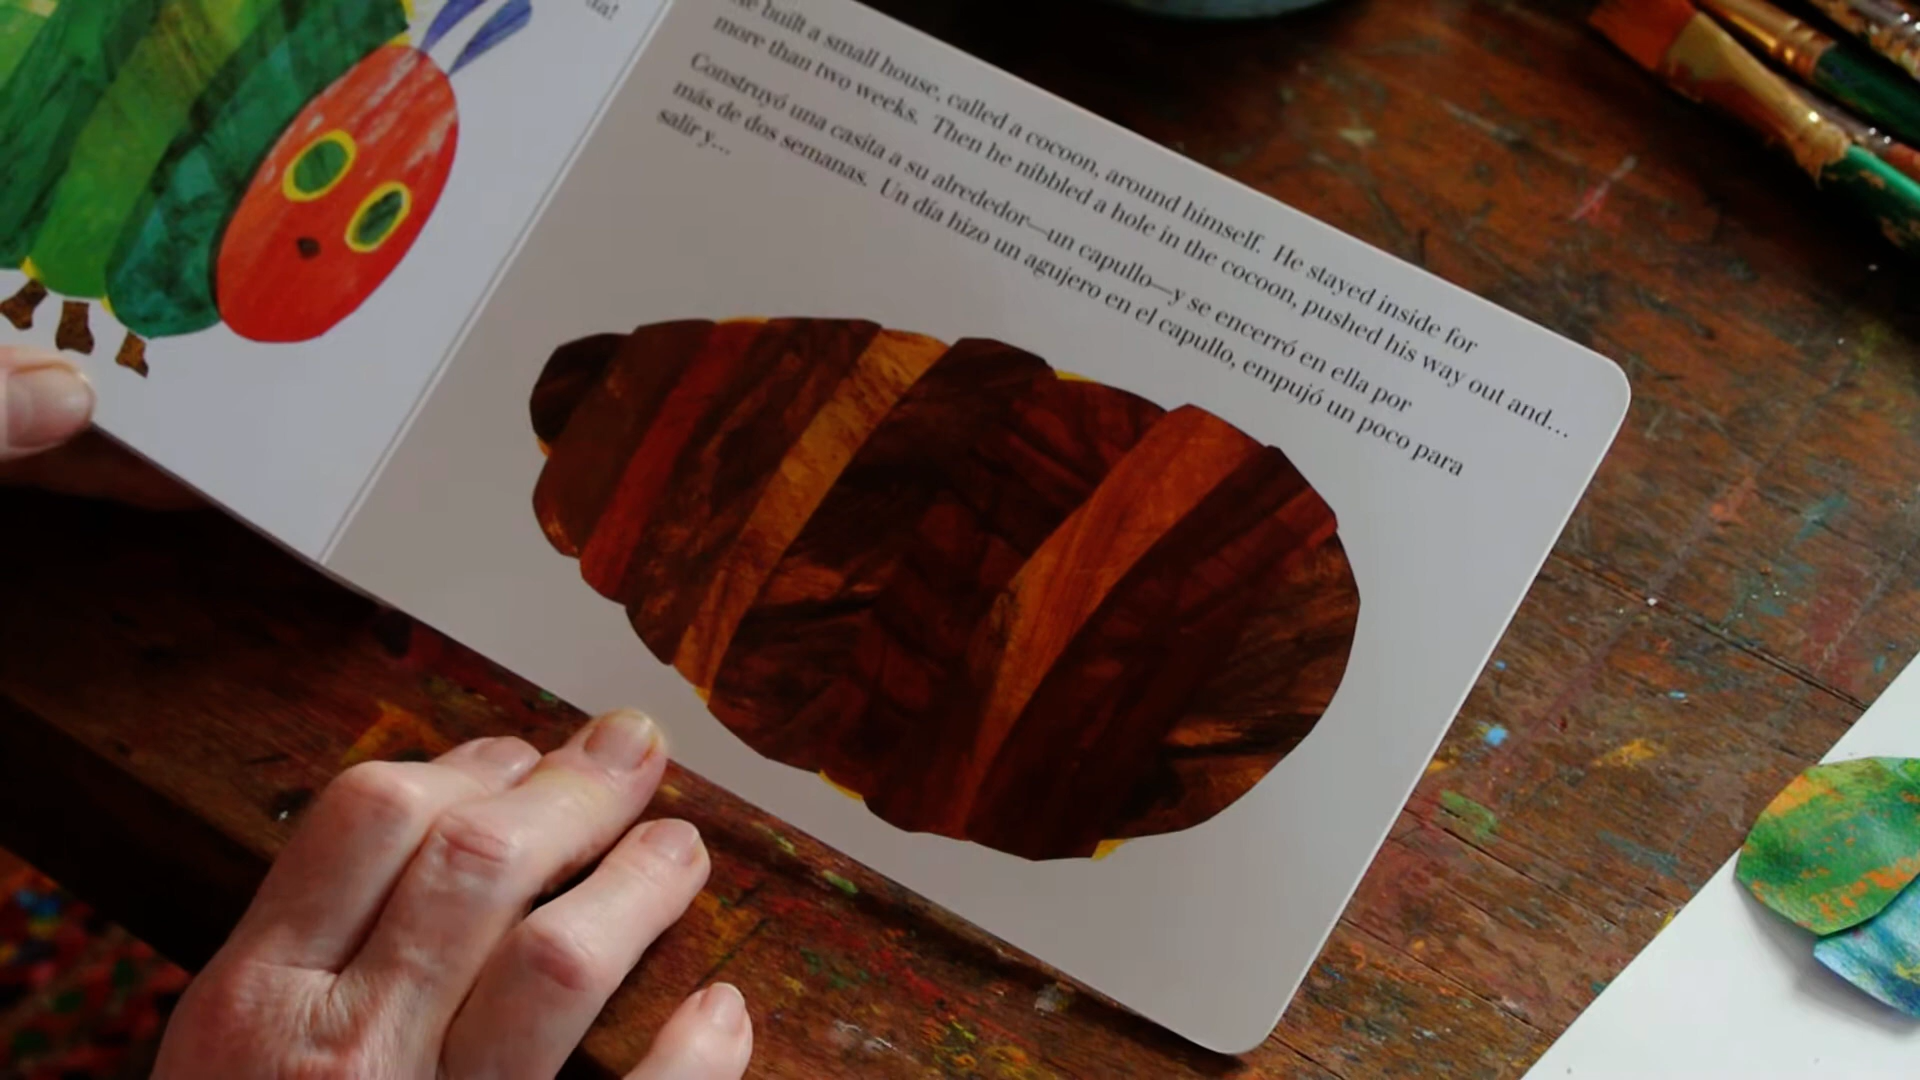 He built a small house, called a cocoon, around himself. He stayed inside for
more than two weeks. Then he nibbled a hole in the cocoon, pushed his way out and...
Construyó una casita a su alrededor—un capullo—y se encerró en ella por
más de dos semanas. Un día hizo un agujero en el capullo, empujó un poco para
salir y...